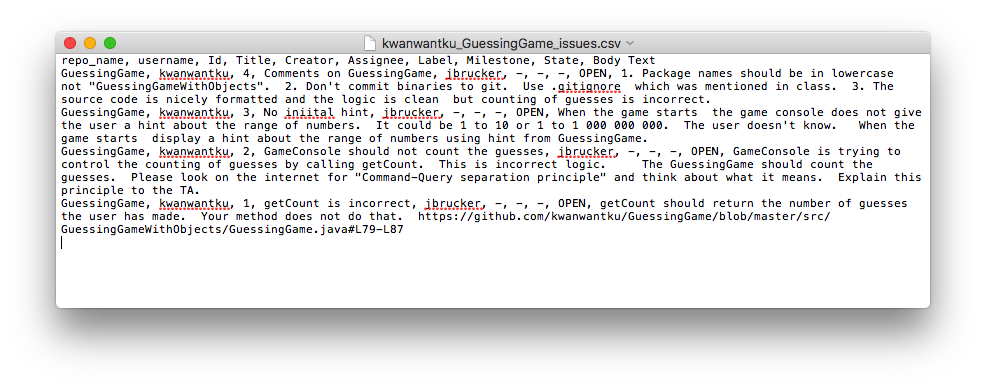 kwanwantku_GuessingGame_issues.csv
repo_name, username, Id, Title, Creator, Assignee, Label, Milestone, State, Body Text
GuessingGame, kwanwantku, 4, Comments on GuessingGame, jbrucker, -, -, -, OPEN, 1. Package names should be in lowercase
not "GuessingGameWithObjects".  2. Don't commit binaries to git.  Use .gitignore  which was mentioned in class.  3. The
source code is nicely formatted and the logic is clean  but counting of guesses is incorrect.
GuessingGame, kwanwantku, 3, No iniital hint, jbrucker, -, -, -, OPEN, When the game starts  the game console does not give
the user a hint about the range of numbers.  It could be 1 to 10 or 1 to 1 000 000 000.  The user doesn't know.   When the
game starts  display a hint about the range of numbers using hint from GuessingGame.
GuessingGame, kwanwantku, 2, GameConsole should not count the guesses, jbrucker, -, -, -, OPEN, GameConsole is trying to
control the counting of guesses by calling getCount.  This is incorrect logic.     The GuessingGame should count the
guesses.  Please look on the internet for "Command-Query separation principle" and think about what it means.  Explain this
principle to the TA.
GuessingGame, kwanwantku, 1, getCount is incorrect, jbrucker, -, -, -, OPEN, getCount should return the number of guesses
the user has made.  Your method does not do that.  https://github.com/kwanwantku/GuessingGame/blob/master/src/
GuessingGameWithObjects/GuessingGame.java#L79-L87